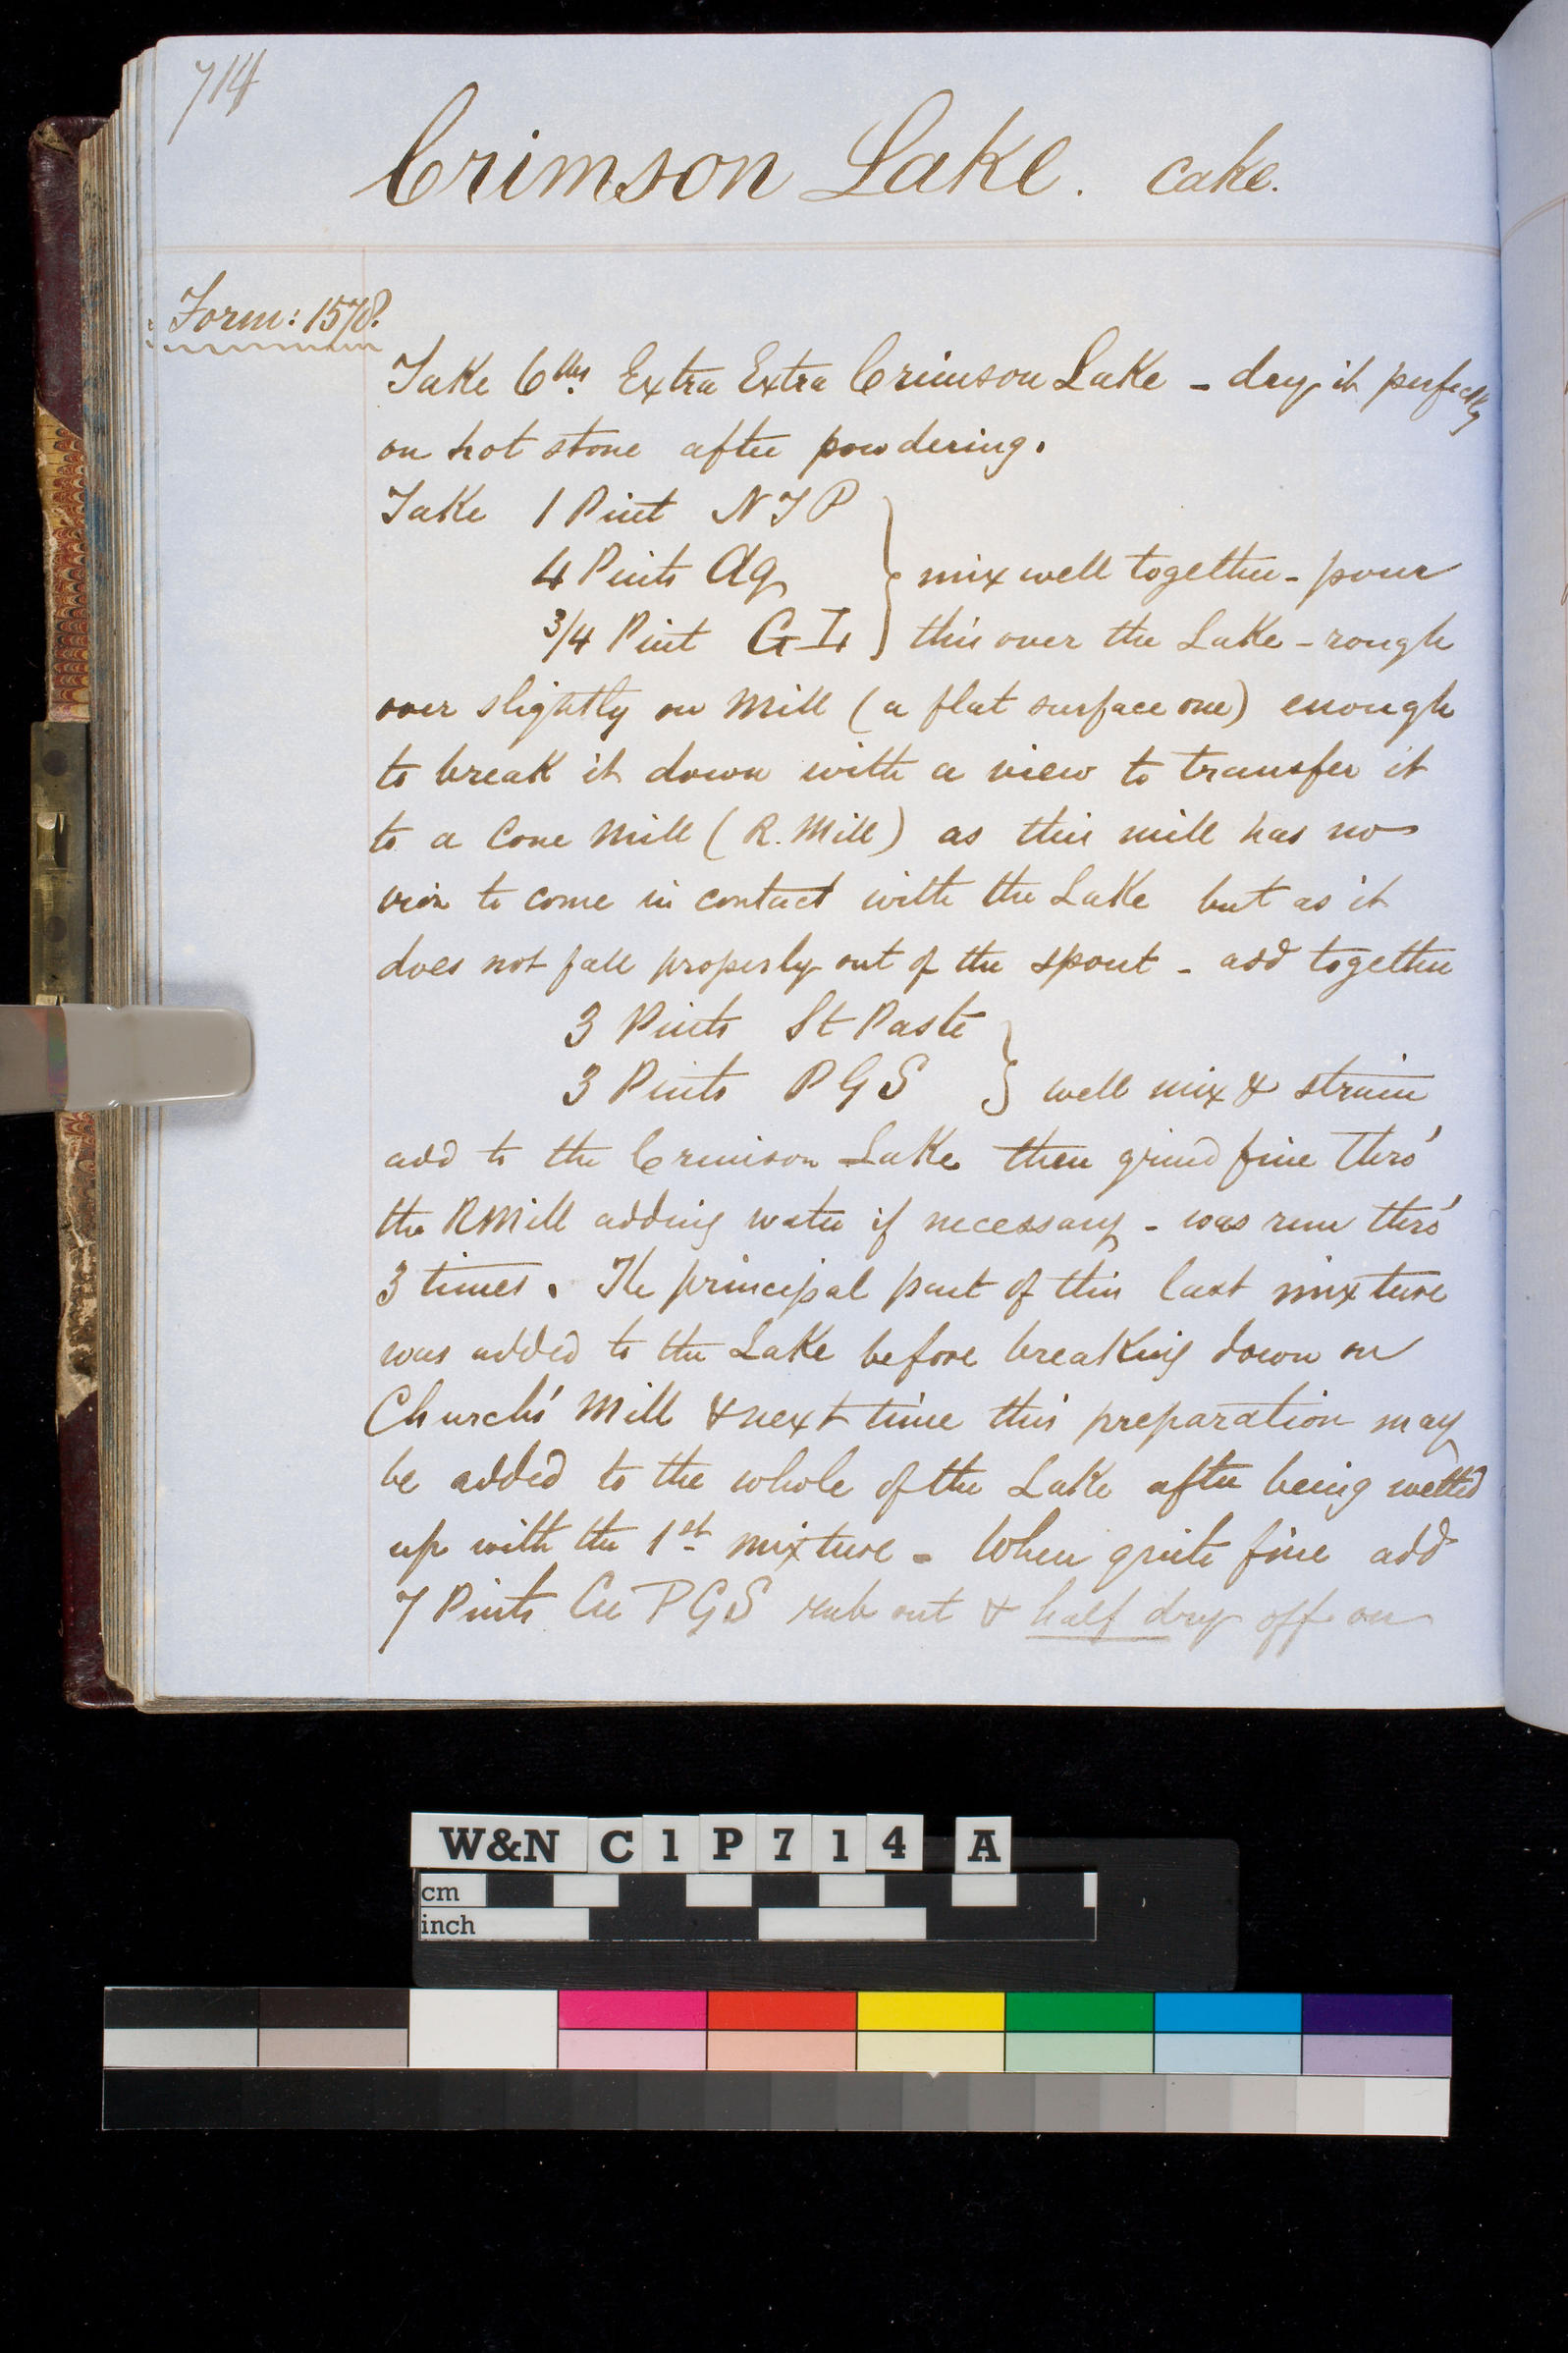 714
Crimson Lake. Cake.
Form: 1578.
Take 6 lbs. Extra Extra Crimson Lake - dry it perfectly
on hot stone after powdering.
Take 1 Pint N T P
4 Pints Aq } mix well together - pour
3/4 Pint G I } this over the Lake - rough
over slightly on Mill (a flat surface one) enough
to break it down with a view to transfer it
to a Cone Mill (R. Mill) as this mill has no
iron to come in contact with the Lake but as it
does not fall properly out of the spout - add together
3 Pints St Paste
3 Pints P G S } well mix & strain
add to the Crimson Lake then grind fine thro'
the R Mill adding water if necessary - was run thro'
3 times. The principal part of this last mixture
was added to the Lake before breaking down on
Church's Mill & next time this preparation may
be added to the whole of the Lake after being wetted
up with the 1st mixture - When quite fine add
7 Pints Cu P G S rub out & half dry off on
W&N C 1 P 7 1 4 A
cm
inch